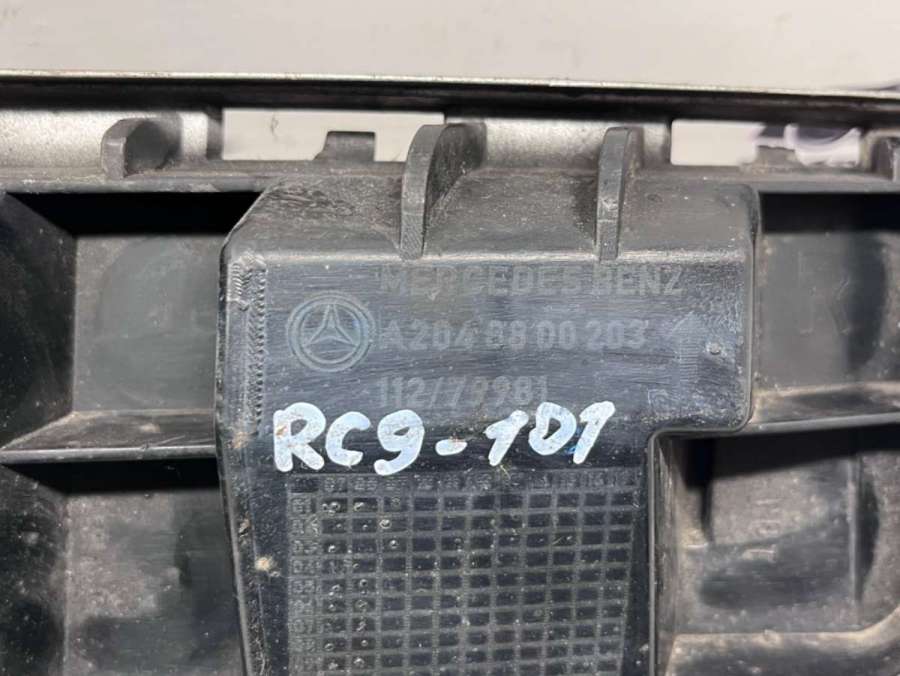 MERCEDES BENZ
A204 88 00 203
112/79981
RC9-101